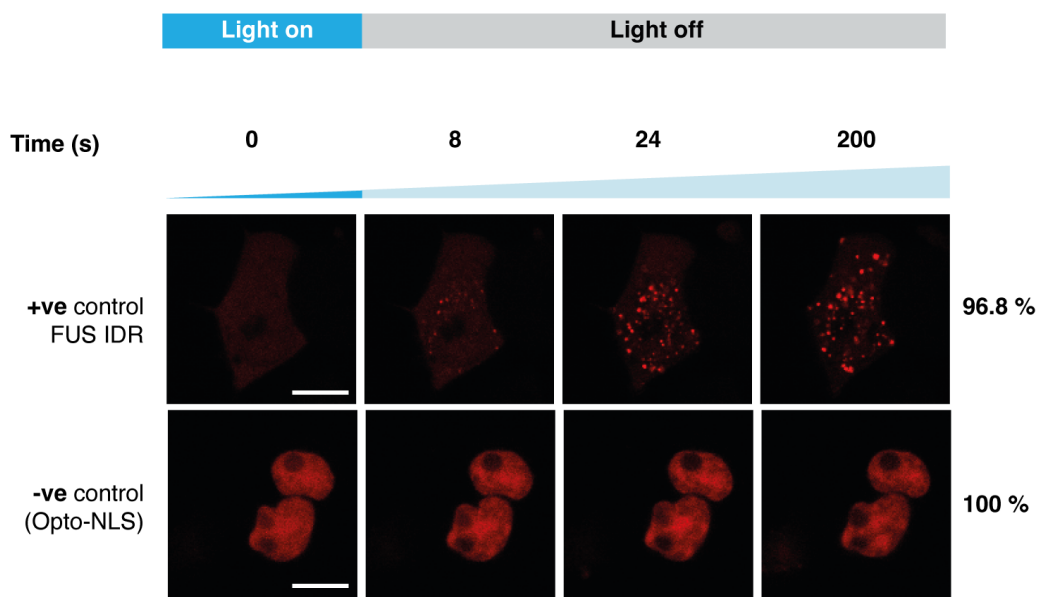 Light on Light off
Time (s) 0 8 24 200
+ve control
FUS IDR
96.8 %
-ve control
(Opto-NLS)
100 %